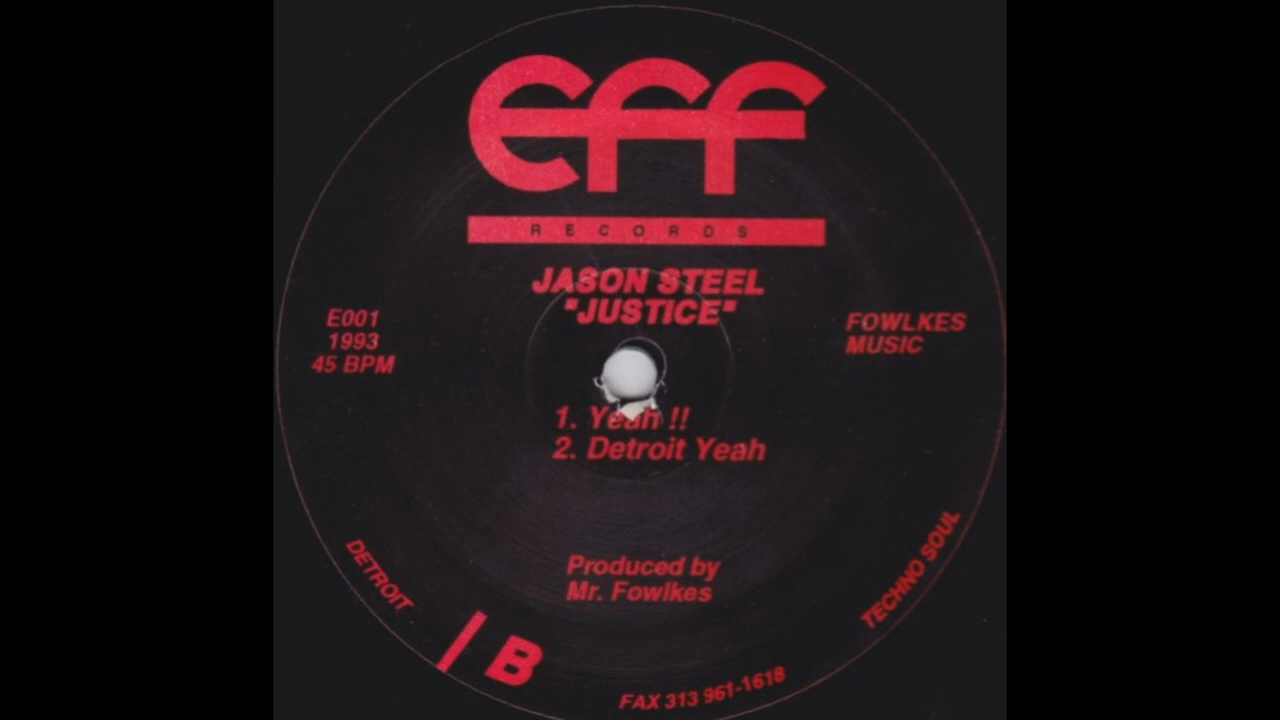 eff
RECORDS
JASON STEEL
"JUSTICE"
E001
1993
45 BPM
FOWLKES
MUSIC
1. Yeah !!
2. Detroit Yeah
Produced by
Mr. Fowlkes
DETROIT
B
FAX 313 961-1618
TECHNO SOUL